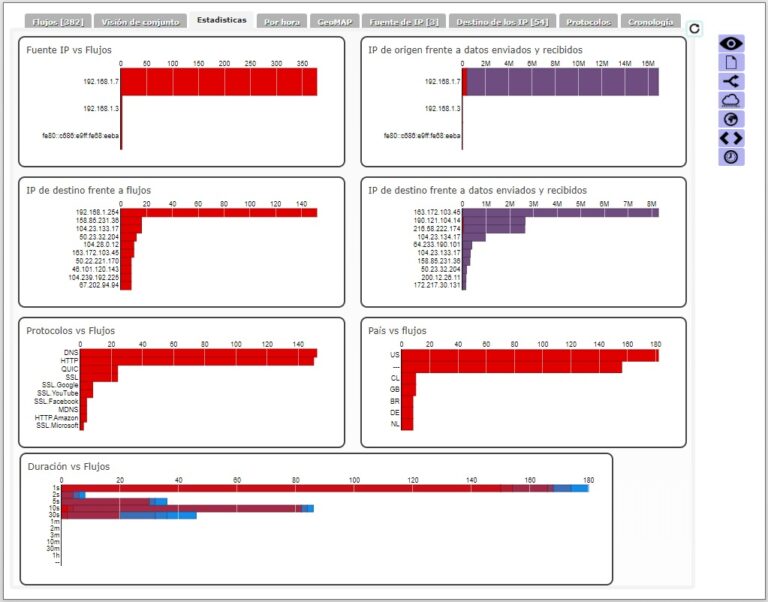 Flujos [382] Visión de conjunto Estadisticas Por hora GeoMAP Fuente de IP [3] Destino de los IP [54] Protocolos Cronología
Fuente IP vs Flujos
0 50 100 150 200 250 300 350
192.168.1.7
192.168.1.3
fe80::c686:e9ff:fe68:eeba
IP de origen frente a datos enviados y recibidos
0 2M 4M 6M 8M 10M 12M 14M 16M
192.168.1.7
192.168.1.3
fe80::c686:e9ff:fe68:eeba
IP de destino frente a flujos
0 20 40 60 80 100 120 140
192.168.1.254
158.85.231.36
104.23.133.17
50.23.32.204
104.28.0.12
163.172.103.45
50.22.221.170
46.101.120.143
104.239.192.225
67.202.94.94
IP de destino frente a datos enviados y recibidos
0 1M 2M 3M 4M 5M 6M 7M 8M
163.172.103.45
190.121.104.14
216.58.222.174
104.23.134.17
64.233.190.101
104.23.133.17
158.85.231.36
50.23.32.204
200.12.26.11
172.217.30.131
Protocolos vs Flujos
0 20 40 60 80 100 120 140
DNS
HTTP
QUIC
SSL
SSL.Google
SSL.YouTube
SSL.Facebook
MDNS
HTTP.Amazon
SSL.Microsoft
País vs flujos
0 20 40 60 80 100 120 140 160 180
US
---
CL
GB
BR
DE
NL
Duración vs Flujos
0 20 40 60 80 100 120 140 160 180
1s
2s
5s
10s
30s
1m
2m
3m
10m
30m
1h
--